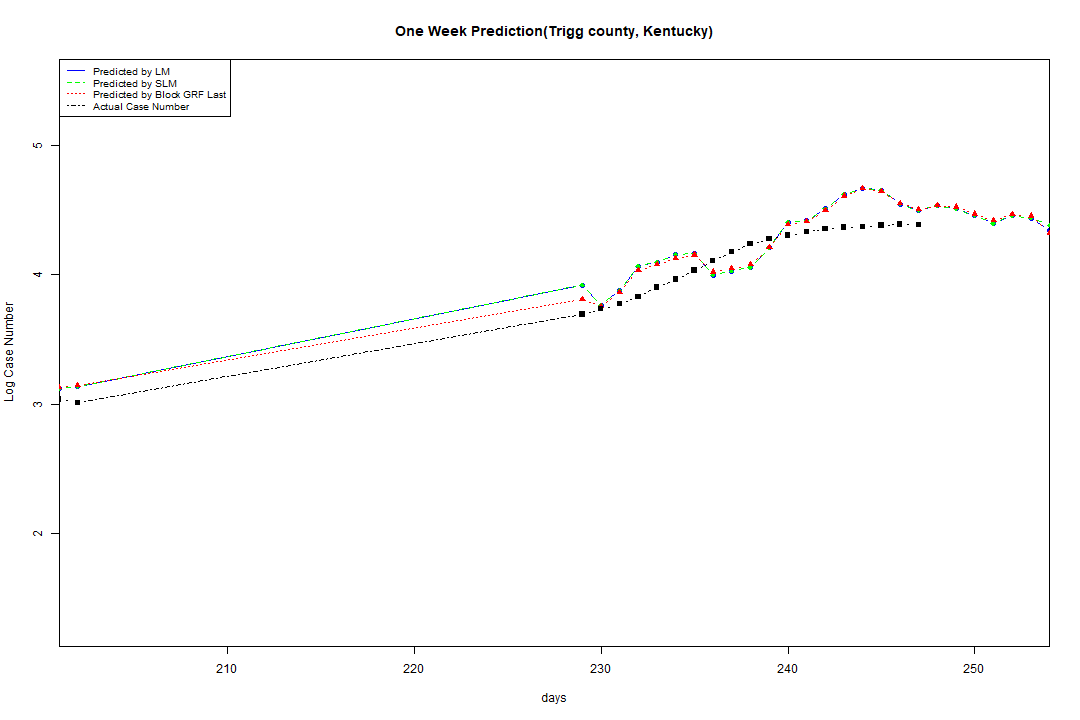 One Week Prediction(Trigg county, Kentucky)
Predicted by LM
Predicted by SLM
Predicted by Block GRF Last
Actual Case Number
5
4
3
2
Log Case Number
210 220 230 240 250
days